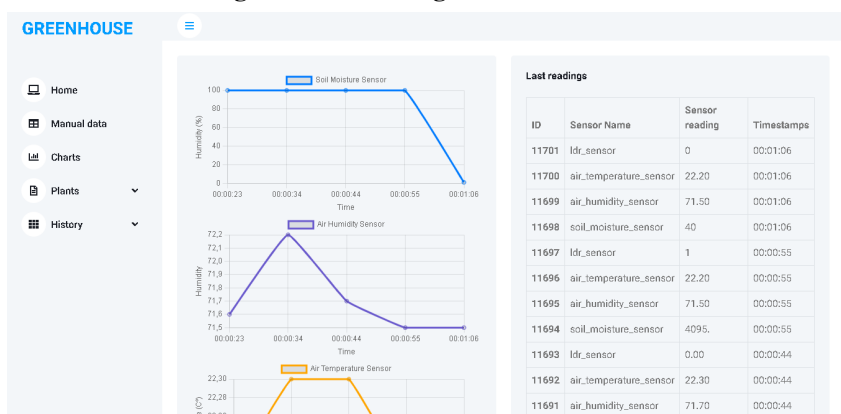 GREENHOUSE
Home
Manual data
Charts
Plants
History
Soil Moisture Sensor
100
80
60
40
20
0
Humidity (%)
00:00:23 00:00:34 00:00:44 00:00:55 00:01:06
Time
Air Humidity Sensor
72,2
72,1
72,0
71,9
71,8
71,7
71,6
71,5
Humidity
00:00:23 00:00:34 00:00:44 00:00:55 00:01:06
Time
Air Temperature Sensor
22,30
22,28
(C°)
Last readings
ID Sensor Name Sensor reading Timestamps
11701 ldr_sensor 0 00:01:06
11700 air_temperature_sensor 22.20 00:01:06
11699 air_humidity_sensor 71.50 00:01:06
11698 soil_moisture_sensor 40 00:01:06
11697 ldr_sensor 1 00:00:55
11696 air_temperature_sensor 22.20 00:00:55
11695 air_humidity_sensor 71.50 00:00:55
11694 soil_moisture_sensor 4095. 00:00:55
11693 ldr_sensor 0.00 00:00:44
11692 air_temperature_sensor 22.30 00:00:44
11691 air_humidity_sensor 71.70 00:00:44